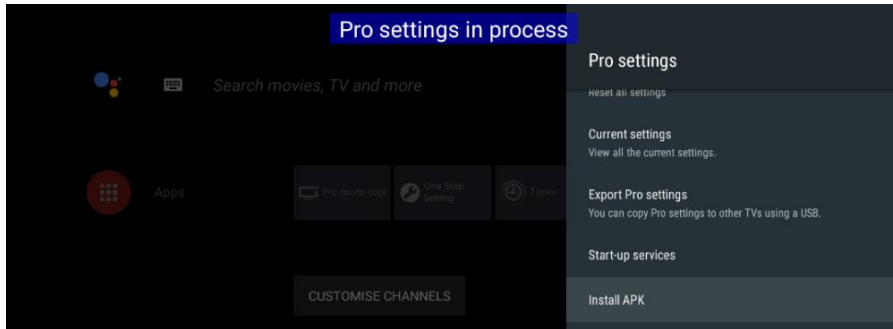 Pro settings in process
Search movies, TV and more
Apps
Pro mode tool
One Step
Setting
Timer
CUSTOMISE CHANNELS
Pro settings
Reset all settings
Current settings
View all the current settings.
Export Pro settings
You can copy Pro settings to other TVs using a USB.
Start-up services
Install APK